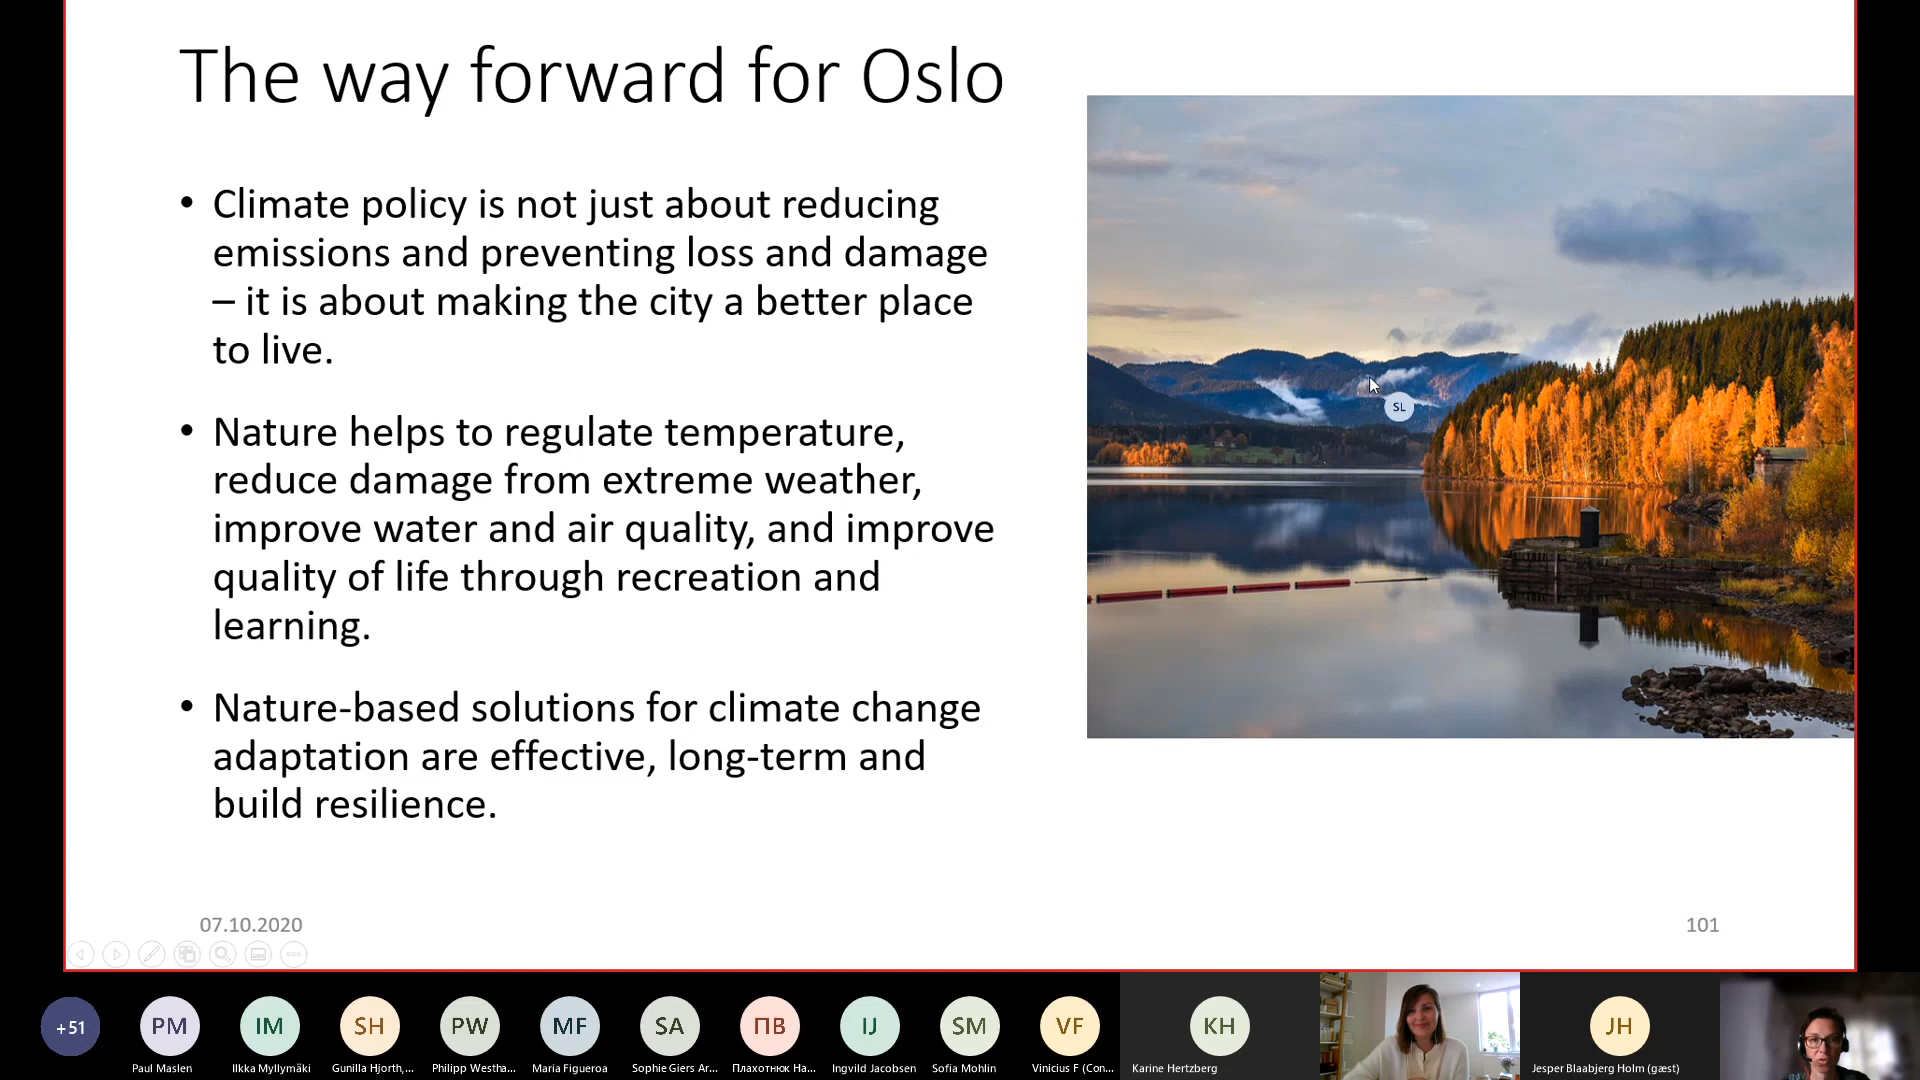 The way forward for Oslo
• Climate policy is not just about reducing
emissions and preventing loss and damage
– it is about making the city a better place
to live.
• Nature helps to regulate temperature,
reduce damage from extreme weather,
improve water and air quality, and improve
quality of life through recreation and
learning.
• Nature-based solutions for climate change
adaptation are effective, long-term and
build resilience.
SL
07.10.2020
101
+51
PM
IM
SH
PW
MF
SA
ПВ
IJ
SM
VF
KH
JH
Paul Maslen
Ilkka Myllymäki
Gunilla Hjorth,...
Philipp Westha...
Maria Figueroa
Sophie Giers Ar...
Плахотнюк На...
Ingvild Jacobsen
Sofia Mohlin
Vinicius F (Con...
Karine Hertzberg
Jesper Blaabjerg Holm (gæst)